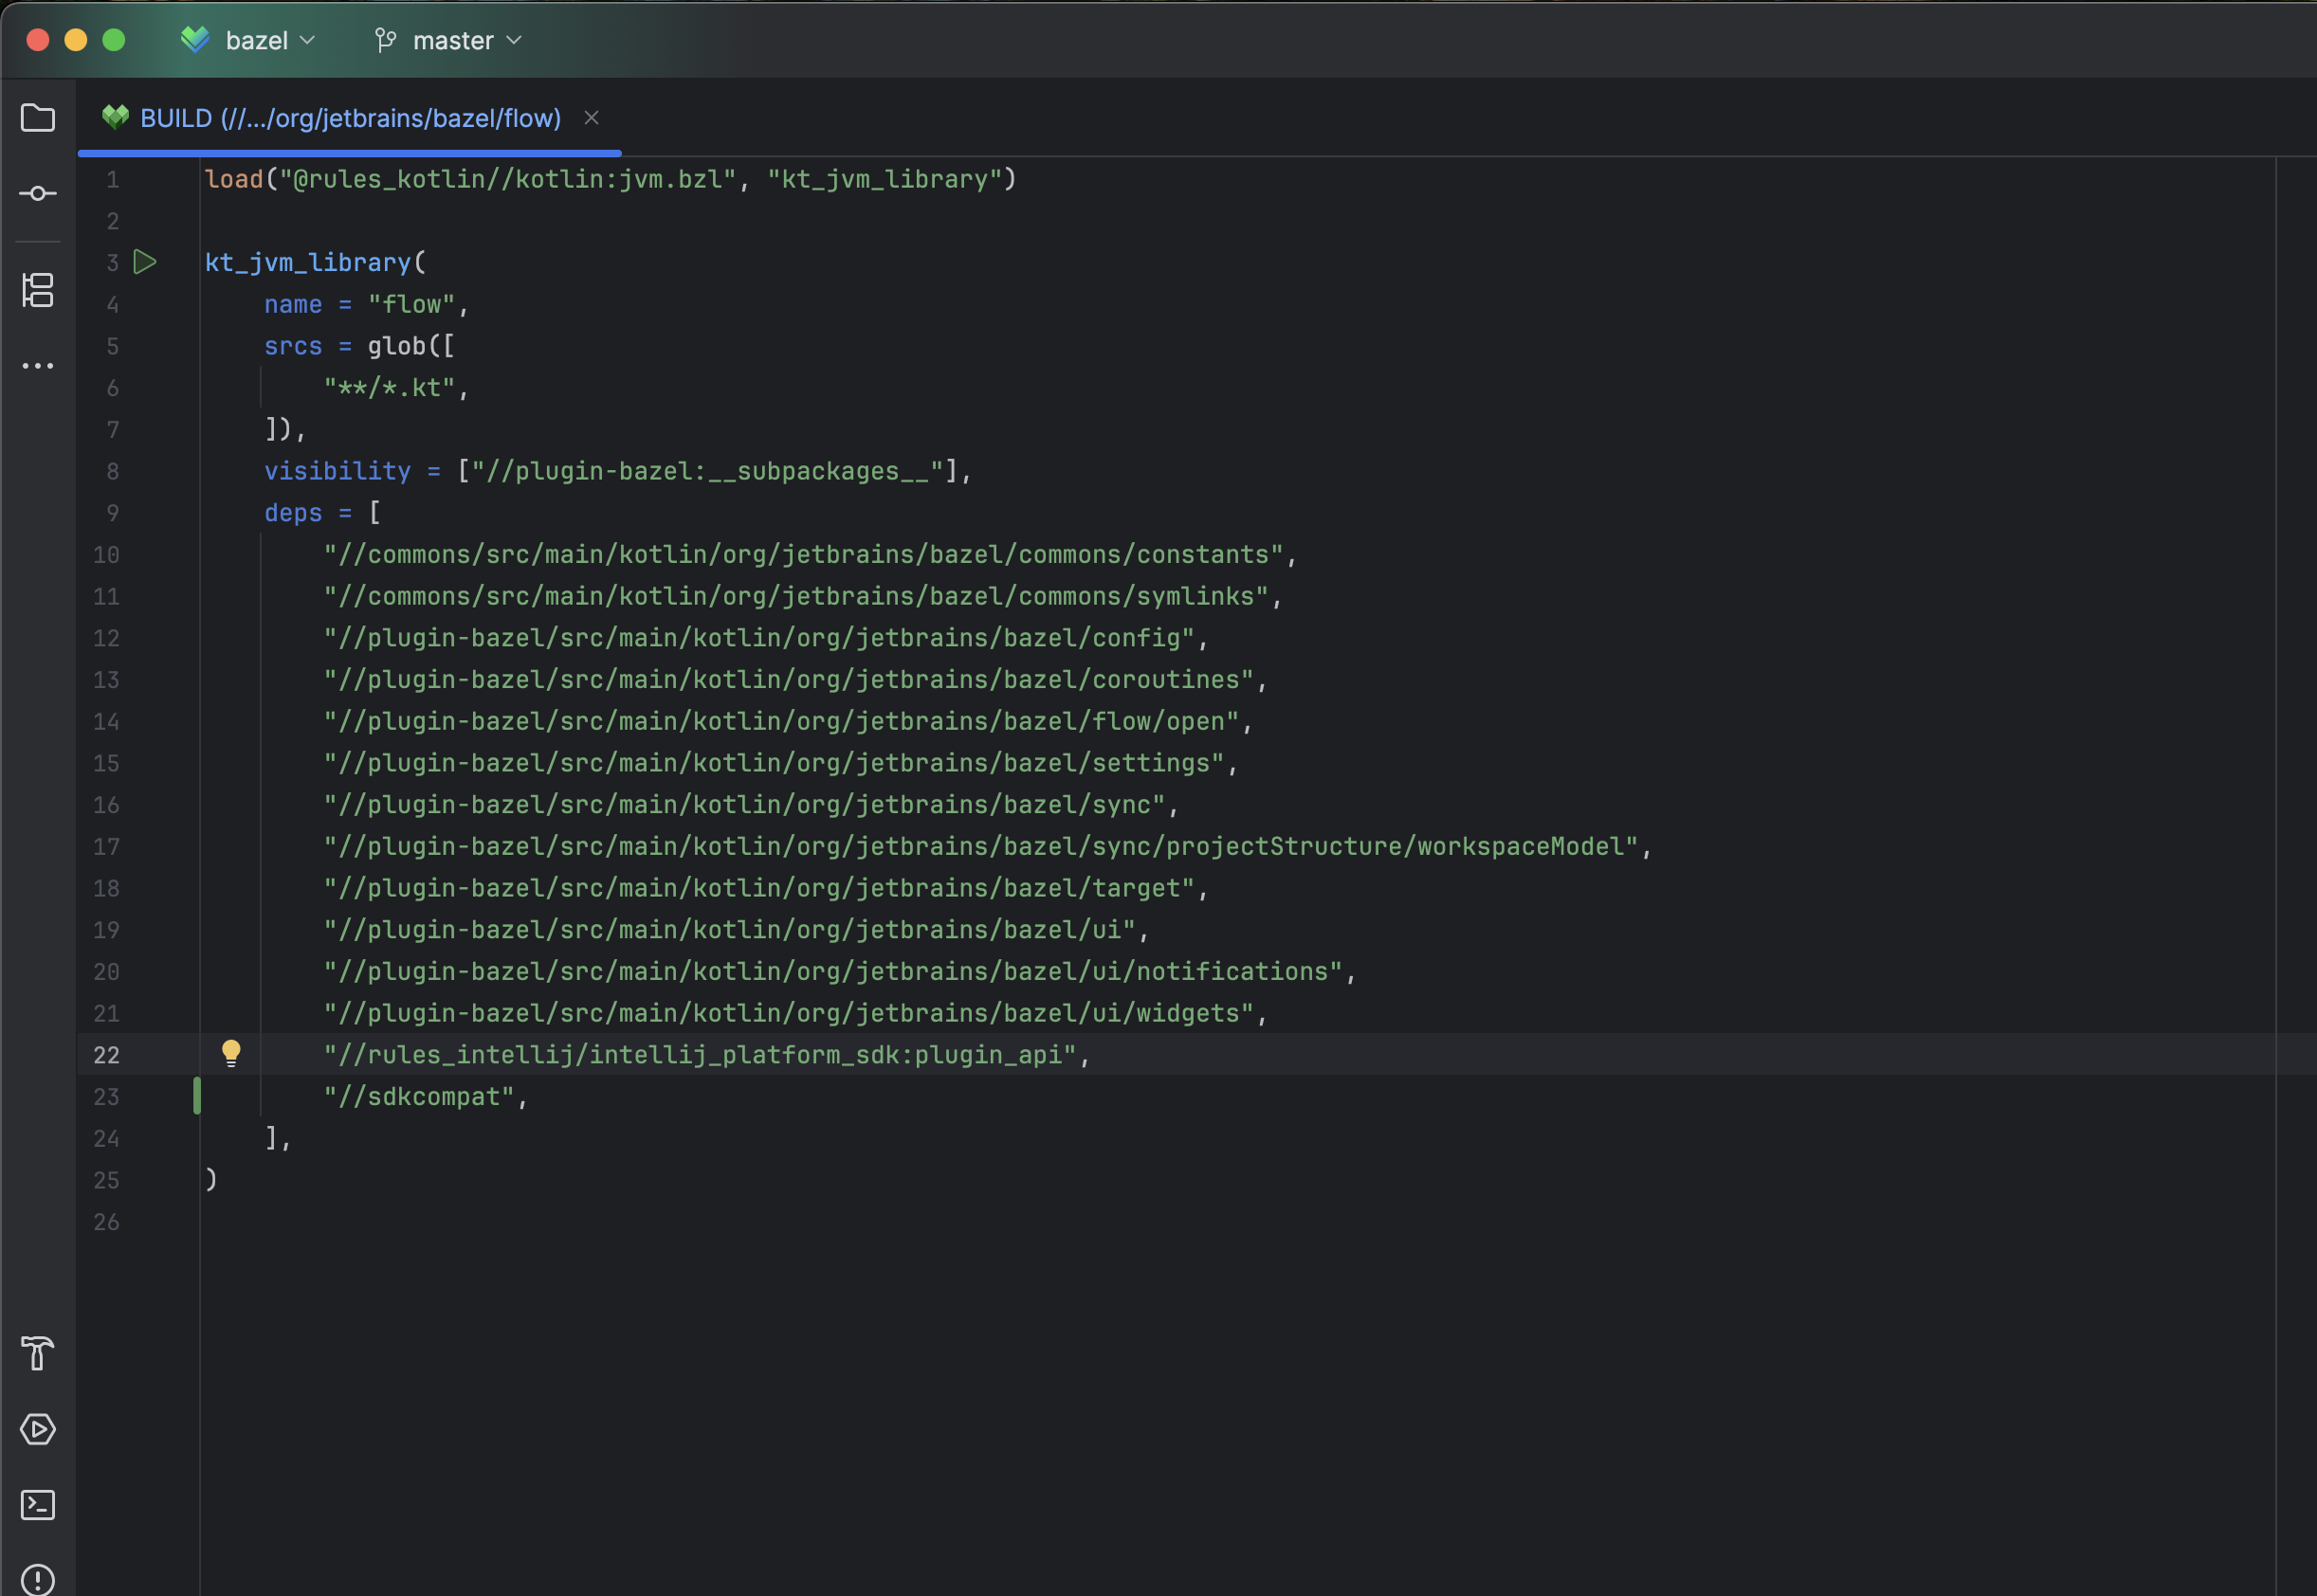 bazel master
BUILD (//.../org/jetbrains/bazel/flow)
1 load("@rules_kotlin//kotlin:jvm.bzl", "kt_jvm_library")
2
3 kt_jvm_library(
4     name = "flow",
5     srcs = glob([
6         "**/*.kt",
7     ]),
8     visibility = ["//plugin-bazel:__subpackages__"],
9     deps = [
10         "//commons/src/main/kotlin/org/jetbrains/bazel/commons/constants",
11         "//commons/src/main/kotlin/org/jetbrains/bazel/commons/symlinks",
12         "//plugin-bazel/src/main/kotlin/org/jetbrains/bazel/config",
13         "//plugin-bazel/src/main/kotlin/org/jetbrains/bazel/coroutines",
14         "//plugin-bazel/src/main/kotlin/org/jetbrains/bazel/flow/open",
15         "//plugin-bazel/src/main/kotlin/org/jetbrains/bazel/settings",
16         "//plugin-bazel/src/main/kotlin/org/jetbrains/bazel/sync",
17         "//plugin-bazel/src/main/kotlin/org/jetbrains/bazel/sync/projectStructure/workspaceModel",
18         "//plugin-bazel/src/main/kotlin/org/jetbrains/bazel/target",
19         "//plugin-bazel/src/main/kotlin/org/jetbrains/bazel/ui",
20         "//plugin-bazel/src/main/kotlin/org/jetbrains/bazel/ui/notifications",
21         "//plugin-bazel/src/main/kotlin/org/jetbrains/bazel/ui/widgets",
22         "//rules_intellij/intellij_platform_sdk:plugin_api",
23         "//sdkcompat",
24     ],
25 )
26